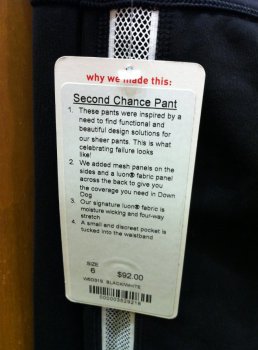 why we made this:
Second Chance Pant
1. These pants were inspired by a
need to find functional and
beautiful design solutions for
our sheer pants. This is what
celebrating failure looks
like!
2. We added mesh panels on the
sides and a luon® fabric panel
across the back to give you
the coverage you need in Down
Dog
3. Our signature luon® fabric is
moisture wicking and four-way
stretch
4. A small and discreet pocket is
tucked into the waistband
SIZE
6 $92.00
BLACK/WHITE